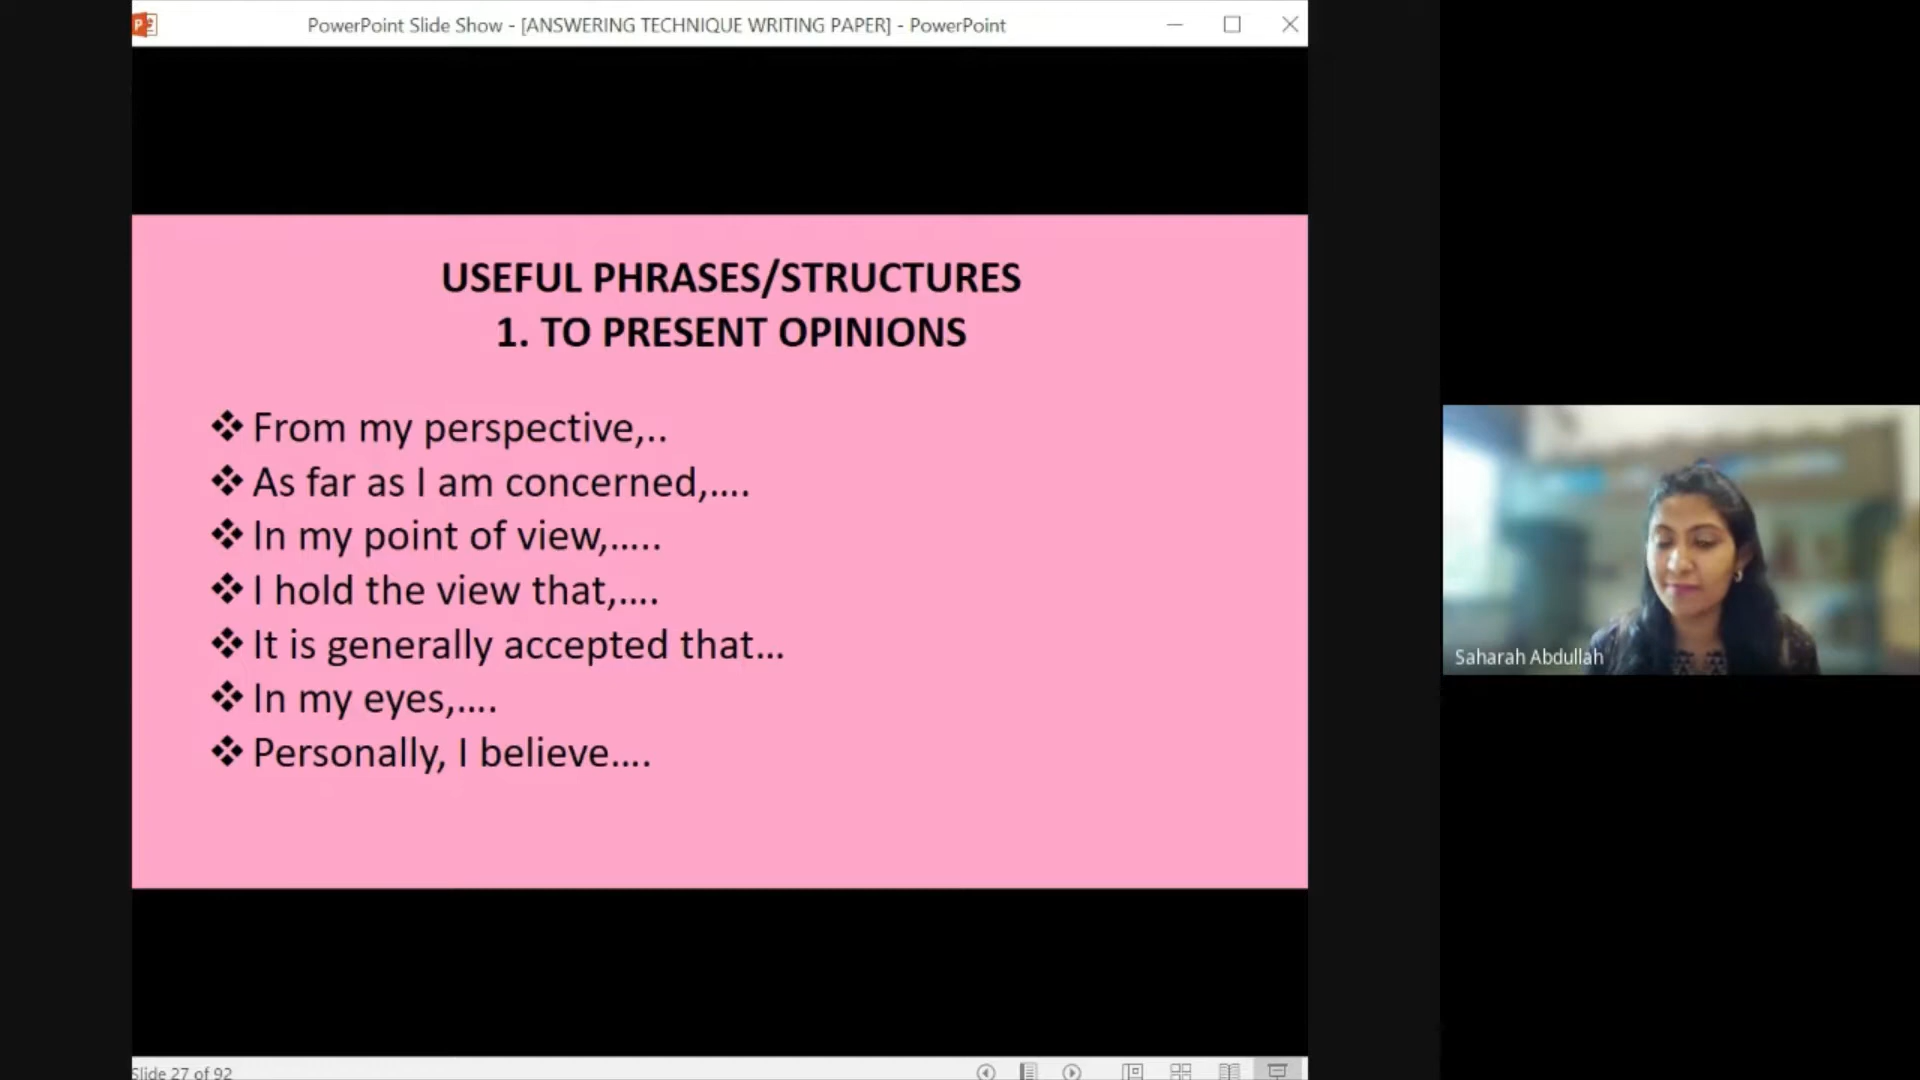 PowerPoint Slide Show - [ANSWERING TECHNIQUE WRITING PAPER] - PowerPoint
USEFUL PHRASES/STRUCTURES
1. TO PRESENT OPINIONS
❖ From my perspective,..
❖ As far as I am concerned,....
❖ In my point of view,.....
❖ I hold the view that,....
❖ It is generally accepted that...
❖ In my eyes,....
❖ Personally, I believe....
Saharah Abdullah
Slide 27 of 92